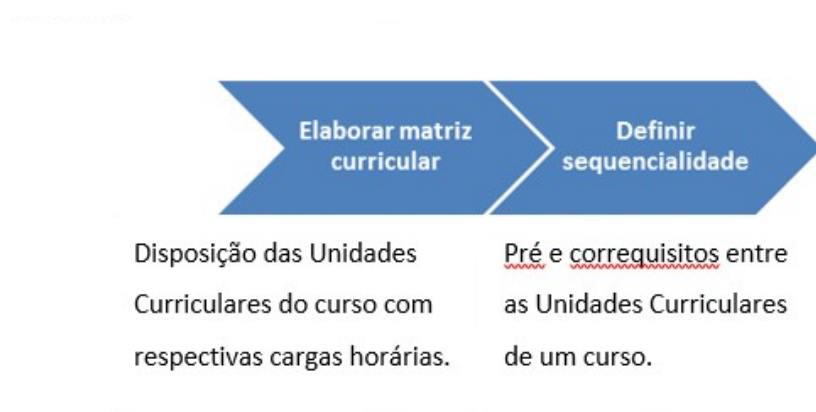 Elaborar matriz
curricular
Definir
sequencialidade
Disposição das Unidades
Curriculares do curso com
respectivas cargas horárias.
Pré e correquisitos entre
as Unidades Curriculares
de um curso.